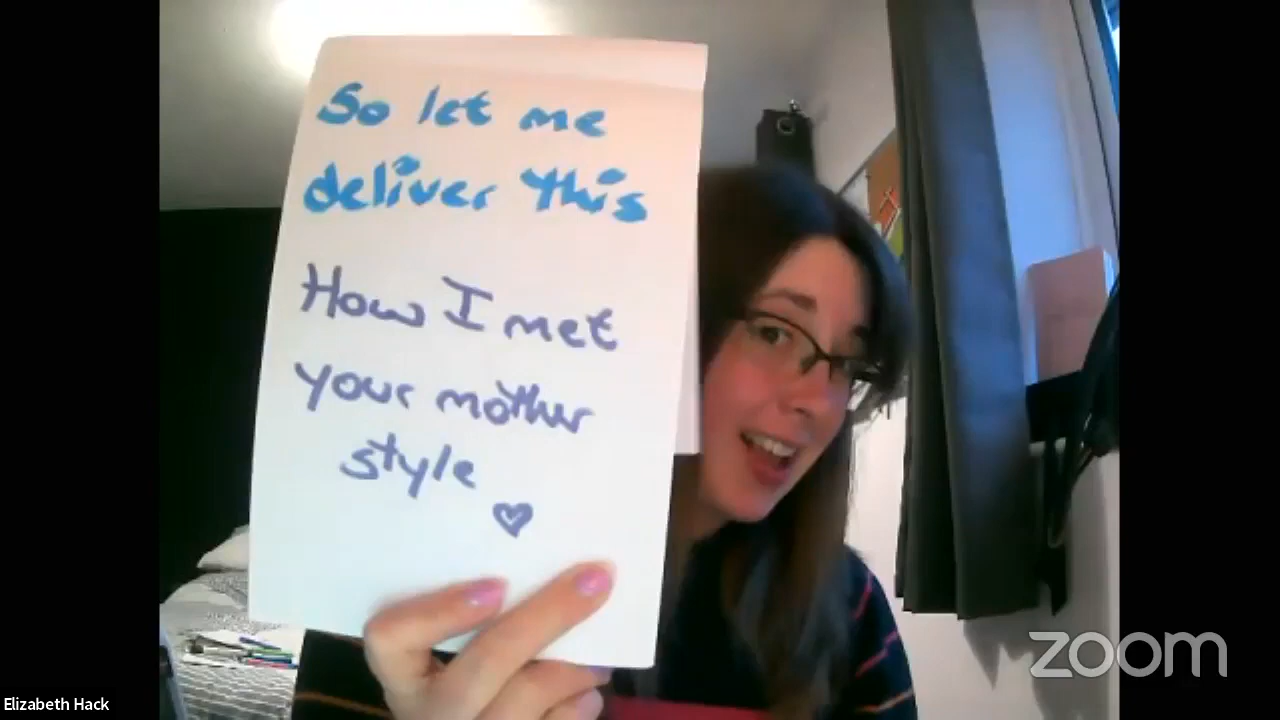 So let me
deliver this
How I met
your mother
style
zoom
Elizabeth Hack